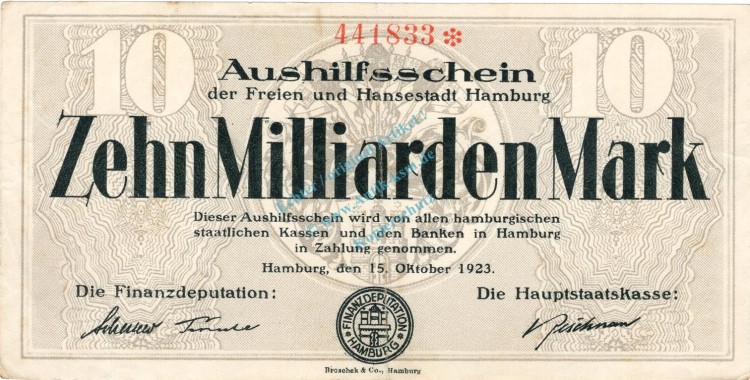 441833*
10 10
Aushilfsschein
der Freien und Hansestadt Hamburg
Zehn Milliarden Mark
Dieser Aushilfsschein wird von allen hamburgischen
staatlichen Kassen und den Banken in Hamburg
in Zahlung genommen.
Hamburg, den 15. Oktober 1923.
Die Finanzdeputation: Die Hauptstaatskasse:
FINANZDEPUTATION
HAMBURG
Broschek & Co., Hamburg